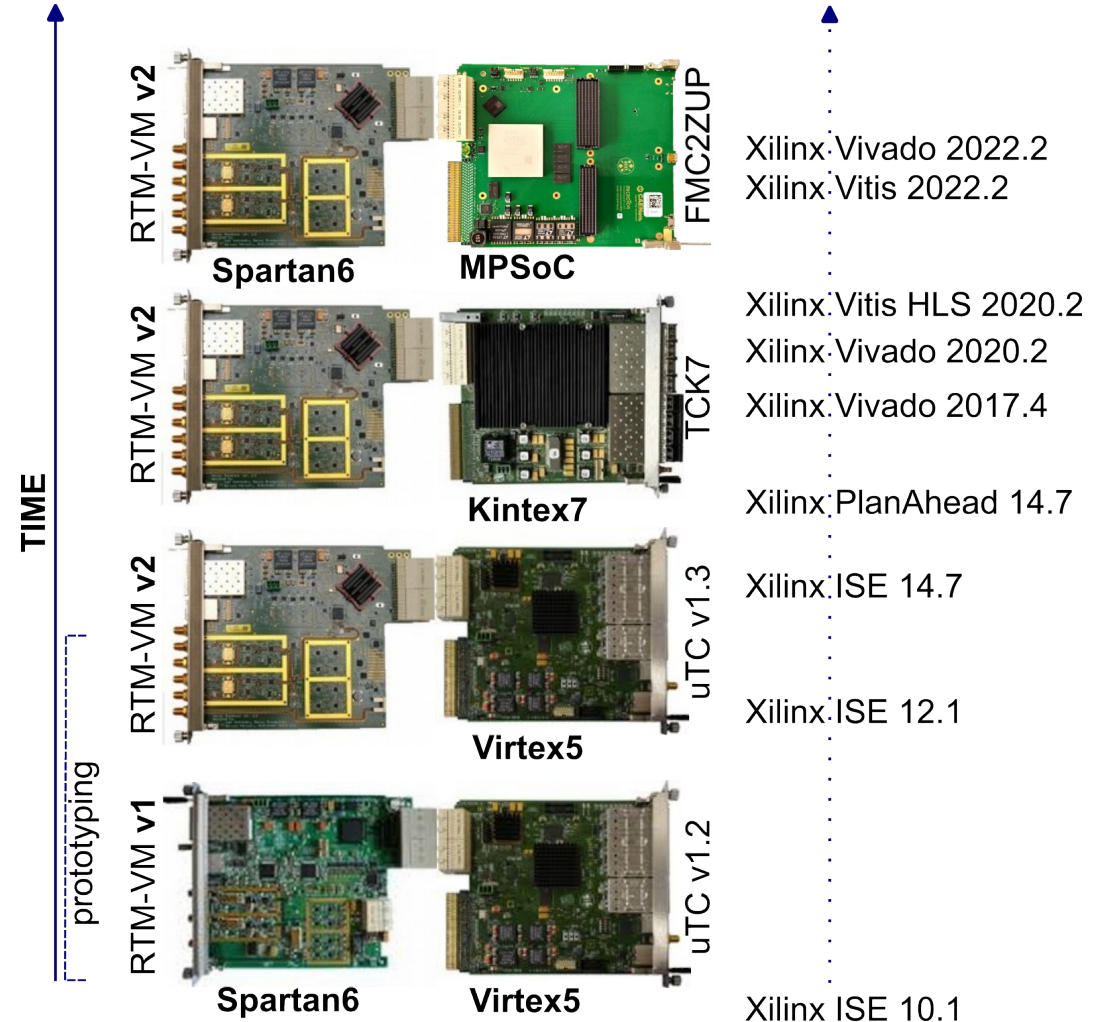 TIME
prototyping
RTM-VM v2
FMC2ZUP
Spartan6
MPSoC
RTM-VM v2
TCK7
Kintex7
RTM-VM v2
uTC v1.3
Virtex5
RTM-VM v1
uTC v1.2
Spartan6
Virtex5
Xilinx Vivado 2022.2
Xilinx Vitis 2022.2
Xilinx Vitis HLS 2020.2
Xilinx Vivado 2020.2
Xilinx Vivado 2017.4
Xilinx PlanAhead 14.7
Xilinx ISE 14.7
Xilinx ISE 12.1
Xilinx ISE 10.1